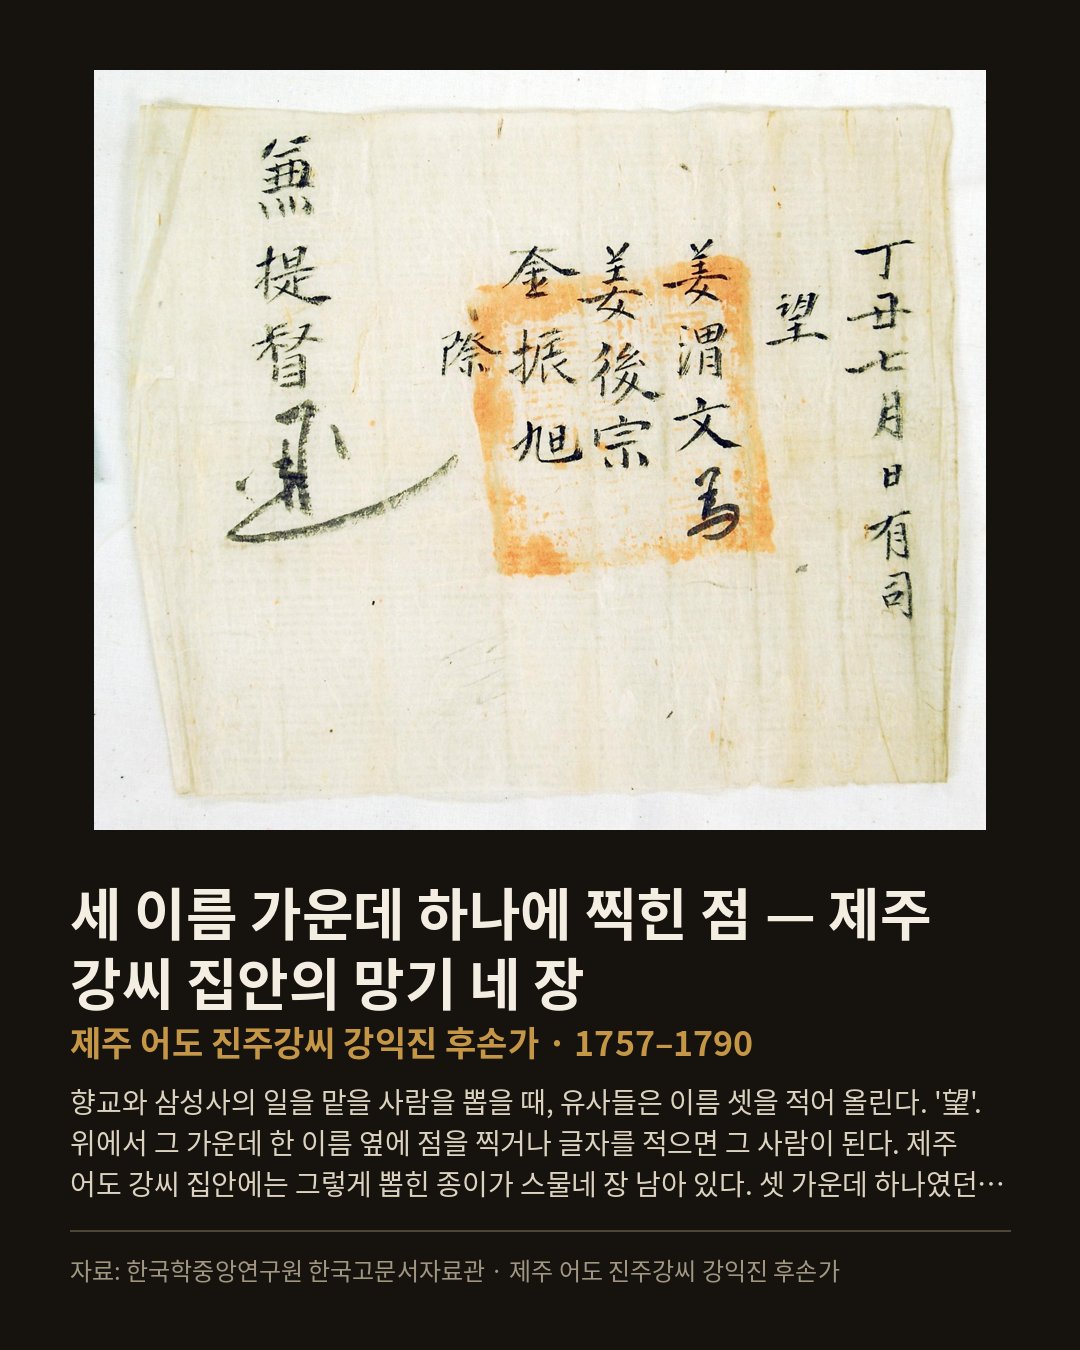 丁丑七月日有司
望
姜渭文
姜後宗
金振旭
際
兼提督
세 이름 가운데 하나에 찍힌 점 — 제주
강씨 집안의 망기 네 장
제주 어도 진주강씨 강익진 후손가 · 1757–1790
향교와 삼성사의 일을 맡을 사람을 뽑을 때, 유사들은 이름 셋을 적어 올린다. '望'.
위에서 그 가운데 한 이름 옆에 점을 찍거나 글자를 적으면 그 사람이 된다. 제주
어도 강씨 집안에는 그렇게 뽑힌 종이가 스물네 장 남아 있다. 셋 가운데 하나였던…
자료: 한국학중앙연구원 한국고문서자료관 · 제주 어도 진주강씨 강익진 후손가